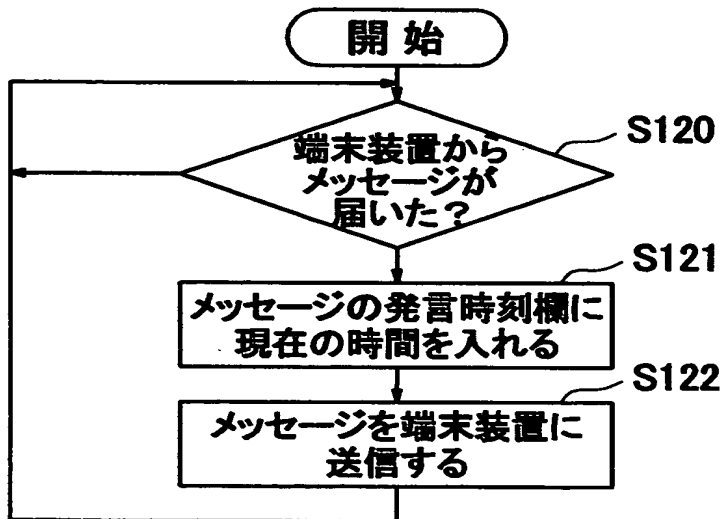 開始
端末装置から
メッセージが
届いた？
S120
メッセージの発言時刻欄に
現在の時間を入れる
S121
メッセージを端末装置に
送信する
S122